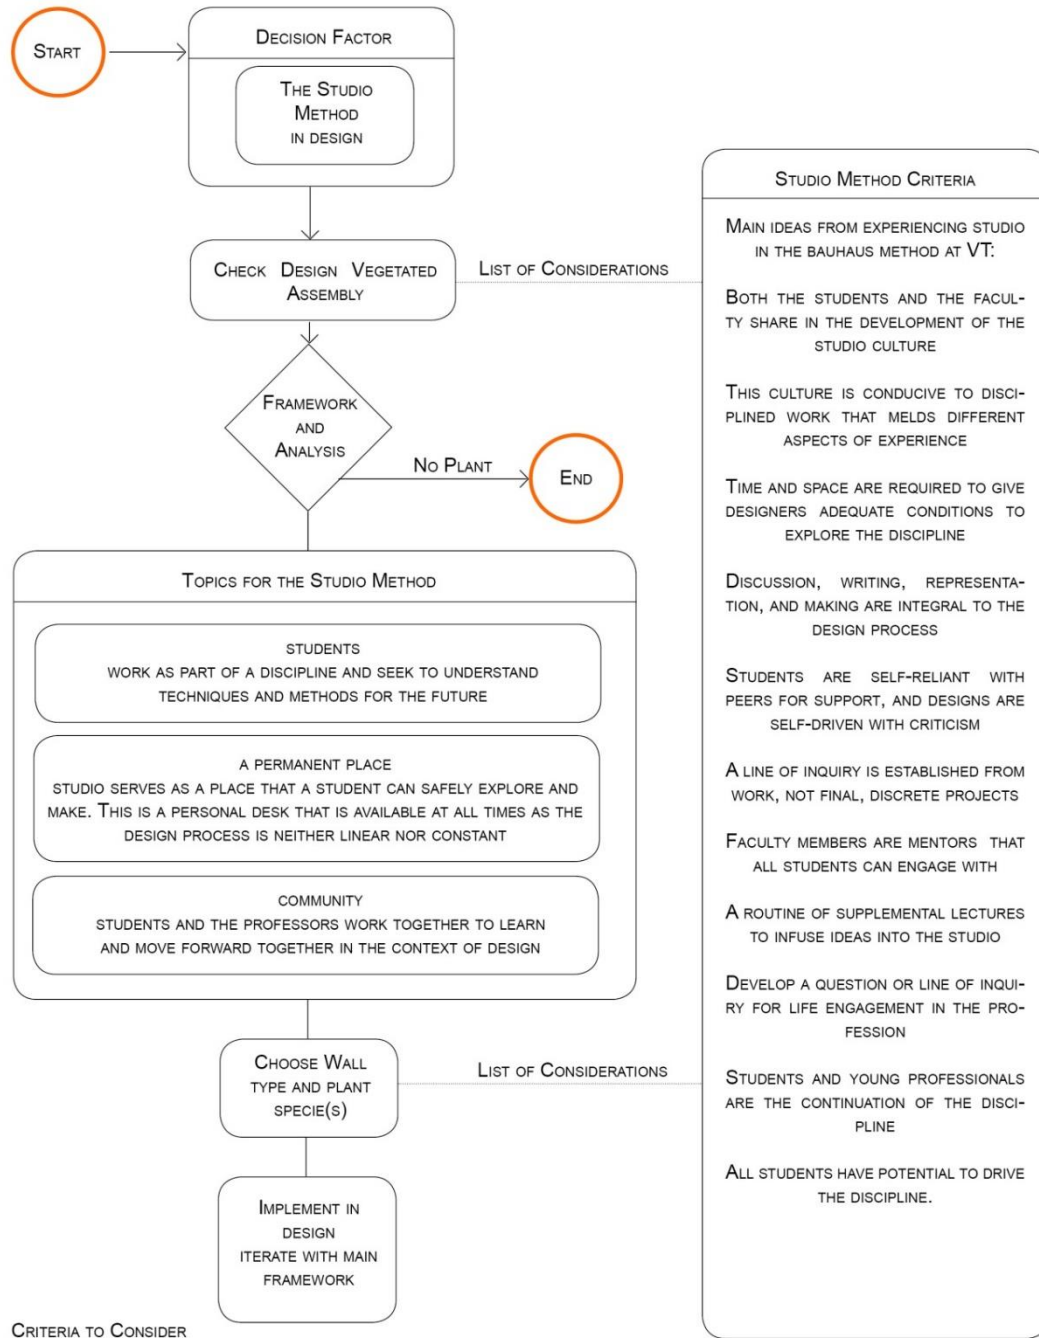 Start
Decision Factor
The Studio
Method
in design
Check Design Vegetated
Assembly
List of Considerations
Framework
and
Analysis
No Plant
End
Topics for the Studio Method
students
work as part of a discipline and seek to understand
techniques and methods for the future
a permanent place
studio serves as a place that a student can safely explore and
make. This is a personal desk that is available at all times as the
design process is neither linear nor constant
community
students and the professors work together to learn
and move forward together in the context of design
Choose Wall
type and plant
specie(s)
List of Considerations
Implement in
design
iterate with main
framework
Studio Method Criteria
Main ideas from experiencing studio
in the bauhaus method at VT:
Both the students and the facul-
ty share in the development of the
studio culture
This culture is conducive to disci-
plined work that melds different
aspects of experience
Time and space are required to give
designers adequate conditions to
explore the discipline
Discussion, writing, representa-
tion, and making are integral to the
design process
Students are self-reliant with
peers for support, and designs are
self-driven with criticism
A line of inquiry is established from
work, not final, discrete projects
Faculty members are mentors that
all students can engage with
A routine of supplemental lectures
to infuse ideas into the studio
Develop a question or line of inqui-
ry for life engagement in the pro-
fession
Students and young professionals
are the continuation of the disci-
pline
All students have potential to drive
the discipline.
Criteria to Consider